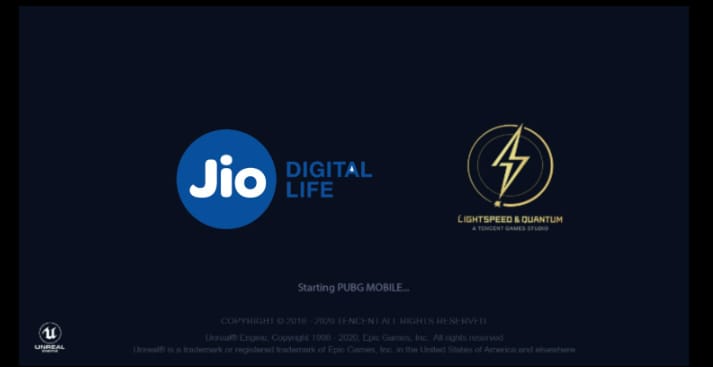 Jio
DIGITAL
LIFE
LIGHTSPEED & QUANTUM
A TENCENT GAMES STUDIO
Starting PUBG MOBILE...
COPYRIGHT © 2018 - 2020 TENCENT ALL RIGHTS RESERVED.
Unreal® Engine, Copyright 1998 - 2020, Epic Games, Inc. All rights reserved
UNREAL
Unreal® is a trademark or registered trademark of Epic Games, Inc. in the United States of America and elsewhere